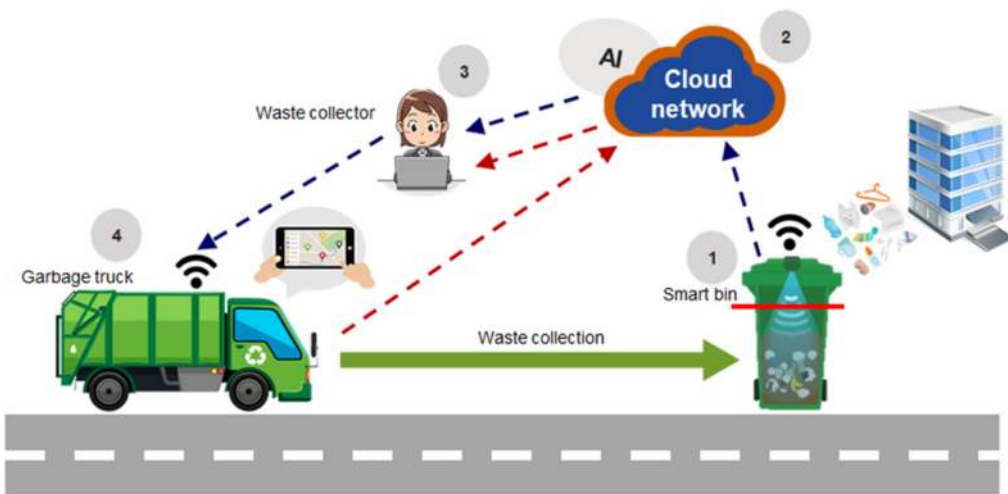 AI
2
Cloud
network
3
Waste collector
4
Garbage truck
1
Smart bin
Waste collection